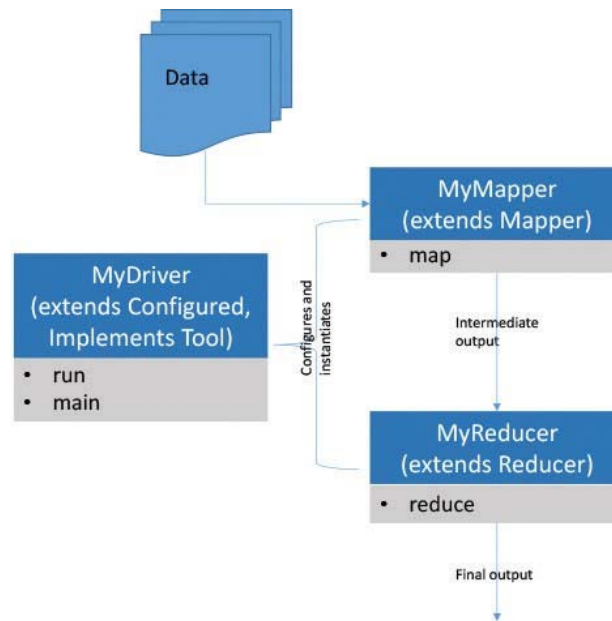 Data
MyMapper
(extends Mapper)
• map
MyDriver
(extends Configured,
Implements Tool)
• run
• main
Configures and
instantiates
Intermediate
output
MyReducer
(extends Reducer)
• reduce
Final output